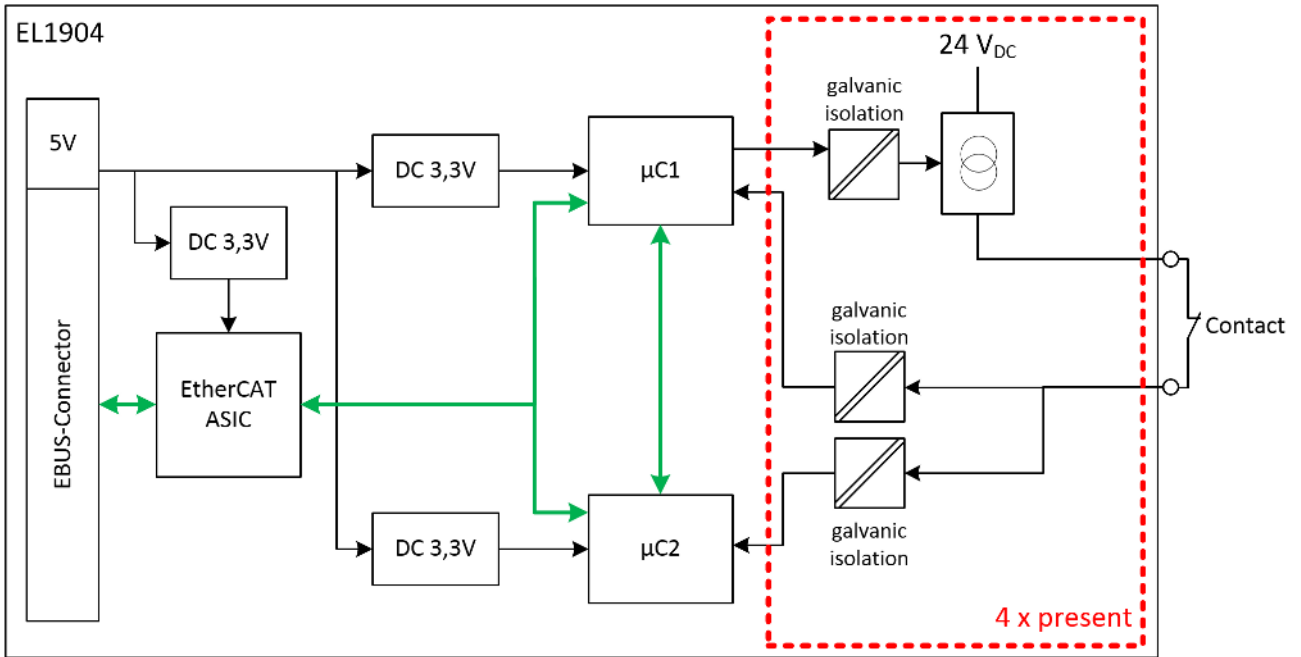 EL1904
24 V_DC
galvanic
isolation
5V
DC 3,3V
µC1
DC 3,3V
galvanic
isolation
Contact
EtherCAT
ASIC
EBUS-Connector
DC 3,3V
µC2
galvanic
isolation
4 x present